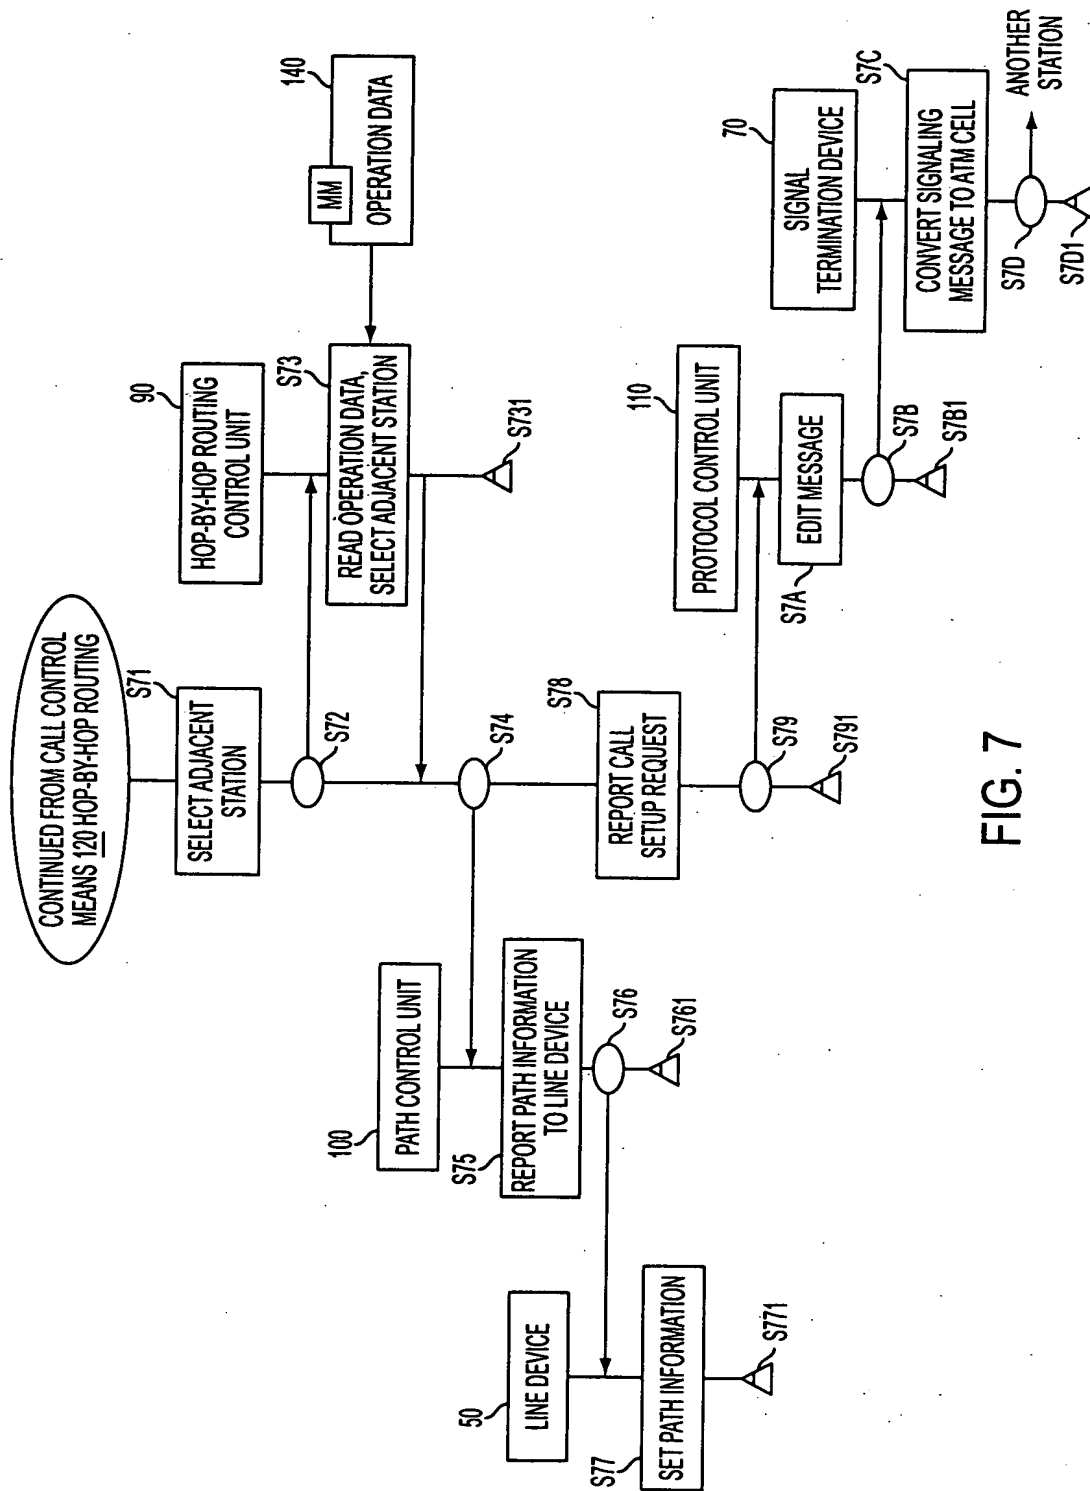 CONTINUED FROM CALL CONTROL
MEANS 120 HOP-BY-HOP ROUTING
S71
SELECT ADJACENT
STATION
S72
90
HOP-BY-HOP ROUTING
CONTROL UNIT
S73
READ OPERATION DATA,
SELECT ADJACENT STATION
S731
140
MM
OPERATION DATA
S74
100
PATH CONTROL UNIT
S75
REPORT PATH INFORMATION
TO LINE DEVICE
S76
S761
50
LINE DEVICE
S77
SET PATH INFORMATION
S771
S78
REPORT CALL
SETUP REQUEST
S79
S791
110
PROTOCOL CONTROL UNIT
S7A
EDIT MESSAGE
S7B
S7B1
70
SIGNAL
TERMINATION DEVICE
S7C
CONVERT SIGNALING
MESSAGE TO ATM CELL
S7D
ANOTHER
STATION
S7D1
FIG. 7